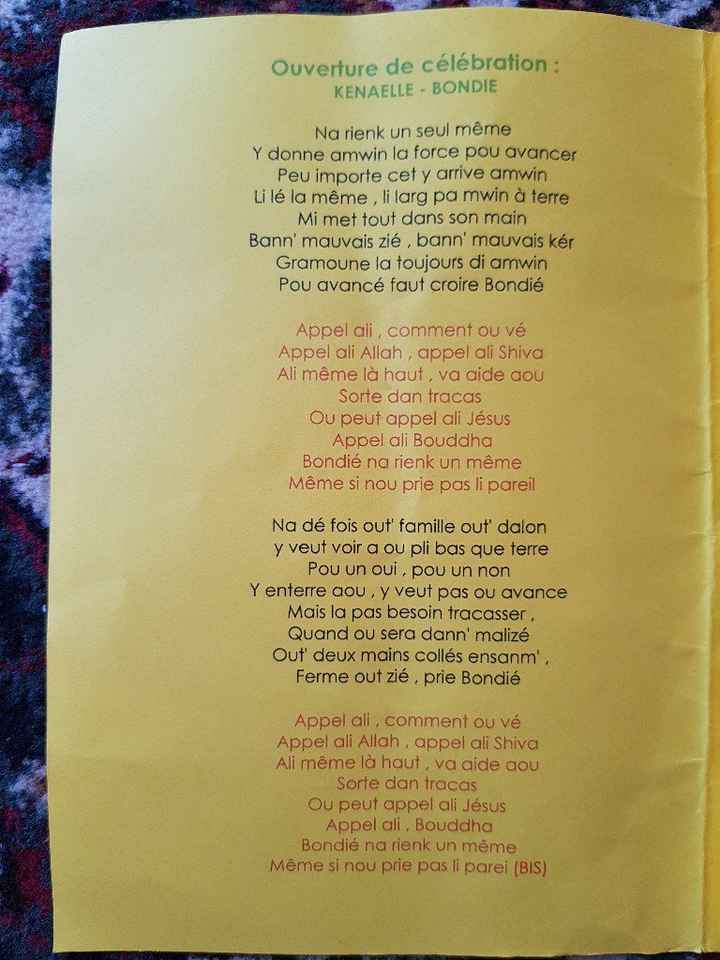 Ouverture de célébration :
KENAELLE - BONDIE
Na rienk un seul même
Y donne amwin la force pou avancer
Peu importe cet y arrive amwin
Li lé la même , li larg pa mwin à terre
Mi met tout dans son main
Bann' mauvais zié , bann' mauvais kér
Gramoune la toujours di amwin
Pou avancé faut croire Bondié
Appel ali , comment ou vé
Appel ali Allah , appel ali Shiva
Ali même là haut , va aide aou
Sorte dan tracas
Ou peut appel ali Jésus
Appel ali Bouddha
Bondié na rienk un même
Même si nou prie pas li pareil
Na dé fois out' famille out' dalon
y veut voir a ou pli bas que terre
Pou un oui , pou un non
Y enterre aou , y veut pas ou avance
Mais la pas besoin tracasser ,
Quand ou sera dann' malizé
Out' deux mains collés ensanm' ,
Ferme out zié , prie Bondié
Appel ali , comment ou vé
Appel ali Allah , appel ali Shiva
Ali même là haut , va aide aou
Sorte dan tracas
Ou peut appel ali Jésus
Appel ali , Bouddha
Bondié na rienk un même
Même si nou prie pas li parei (BIS)